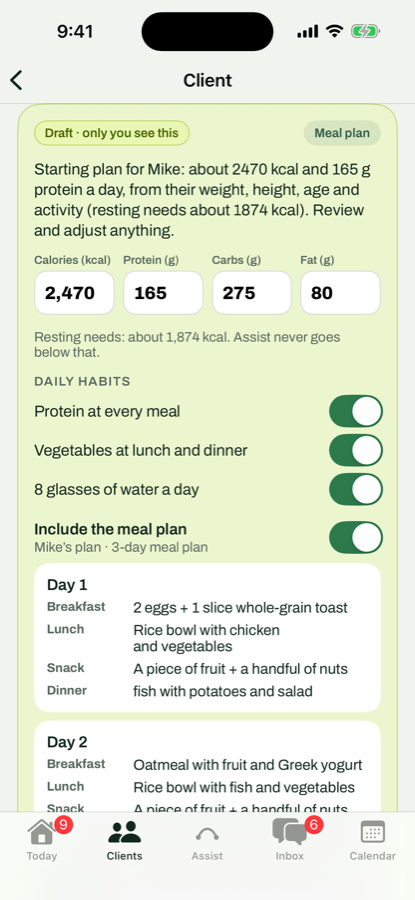 9:41
Client
Draft · only you see this
Meal plan
Starting plan for Mike: about 2470 kcal and 165 g
protein a day, from their weight, height, age and
activity (resting needs about 1874 kcal). Review
and adjust anything.
Calories (kcal) Protein (g) Carbs (g) Fat (g)
2,470 165 275 80
Resting needs: about 1,874 kcal. Assist never goes
below that.
DAILY HABITS
Protein at every meal
Vegetables at lunch and dinner
8 glasses of water a day
Include the meal plan
Mike's plan · 3-day meal plan
Day 1
Breakfast 2 eggs + 1 slice whole-grain toast
Lunch Rice bowl with chicken
and vegetables
Snack A piece of fruit + a handful of nuts
Dinner fish with potatoes and salad
Day 2
Breakfast Oatmeal with fruit and Greek yogurt
Lunch Rice bowl with fish and vegetables
Snack A piece of fruit + a handful of nuts
9 6
Today Clients Assist Inbox Calendar